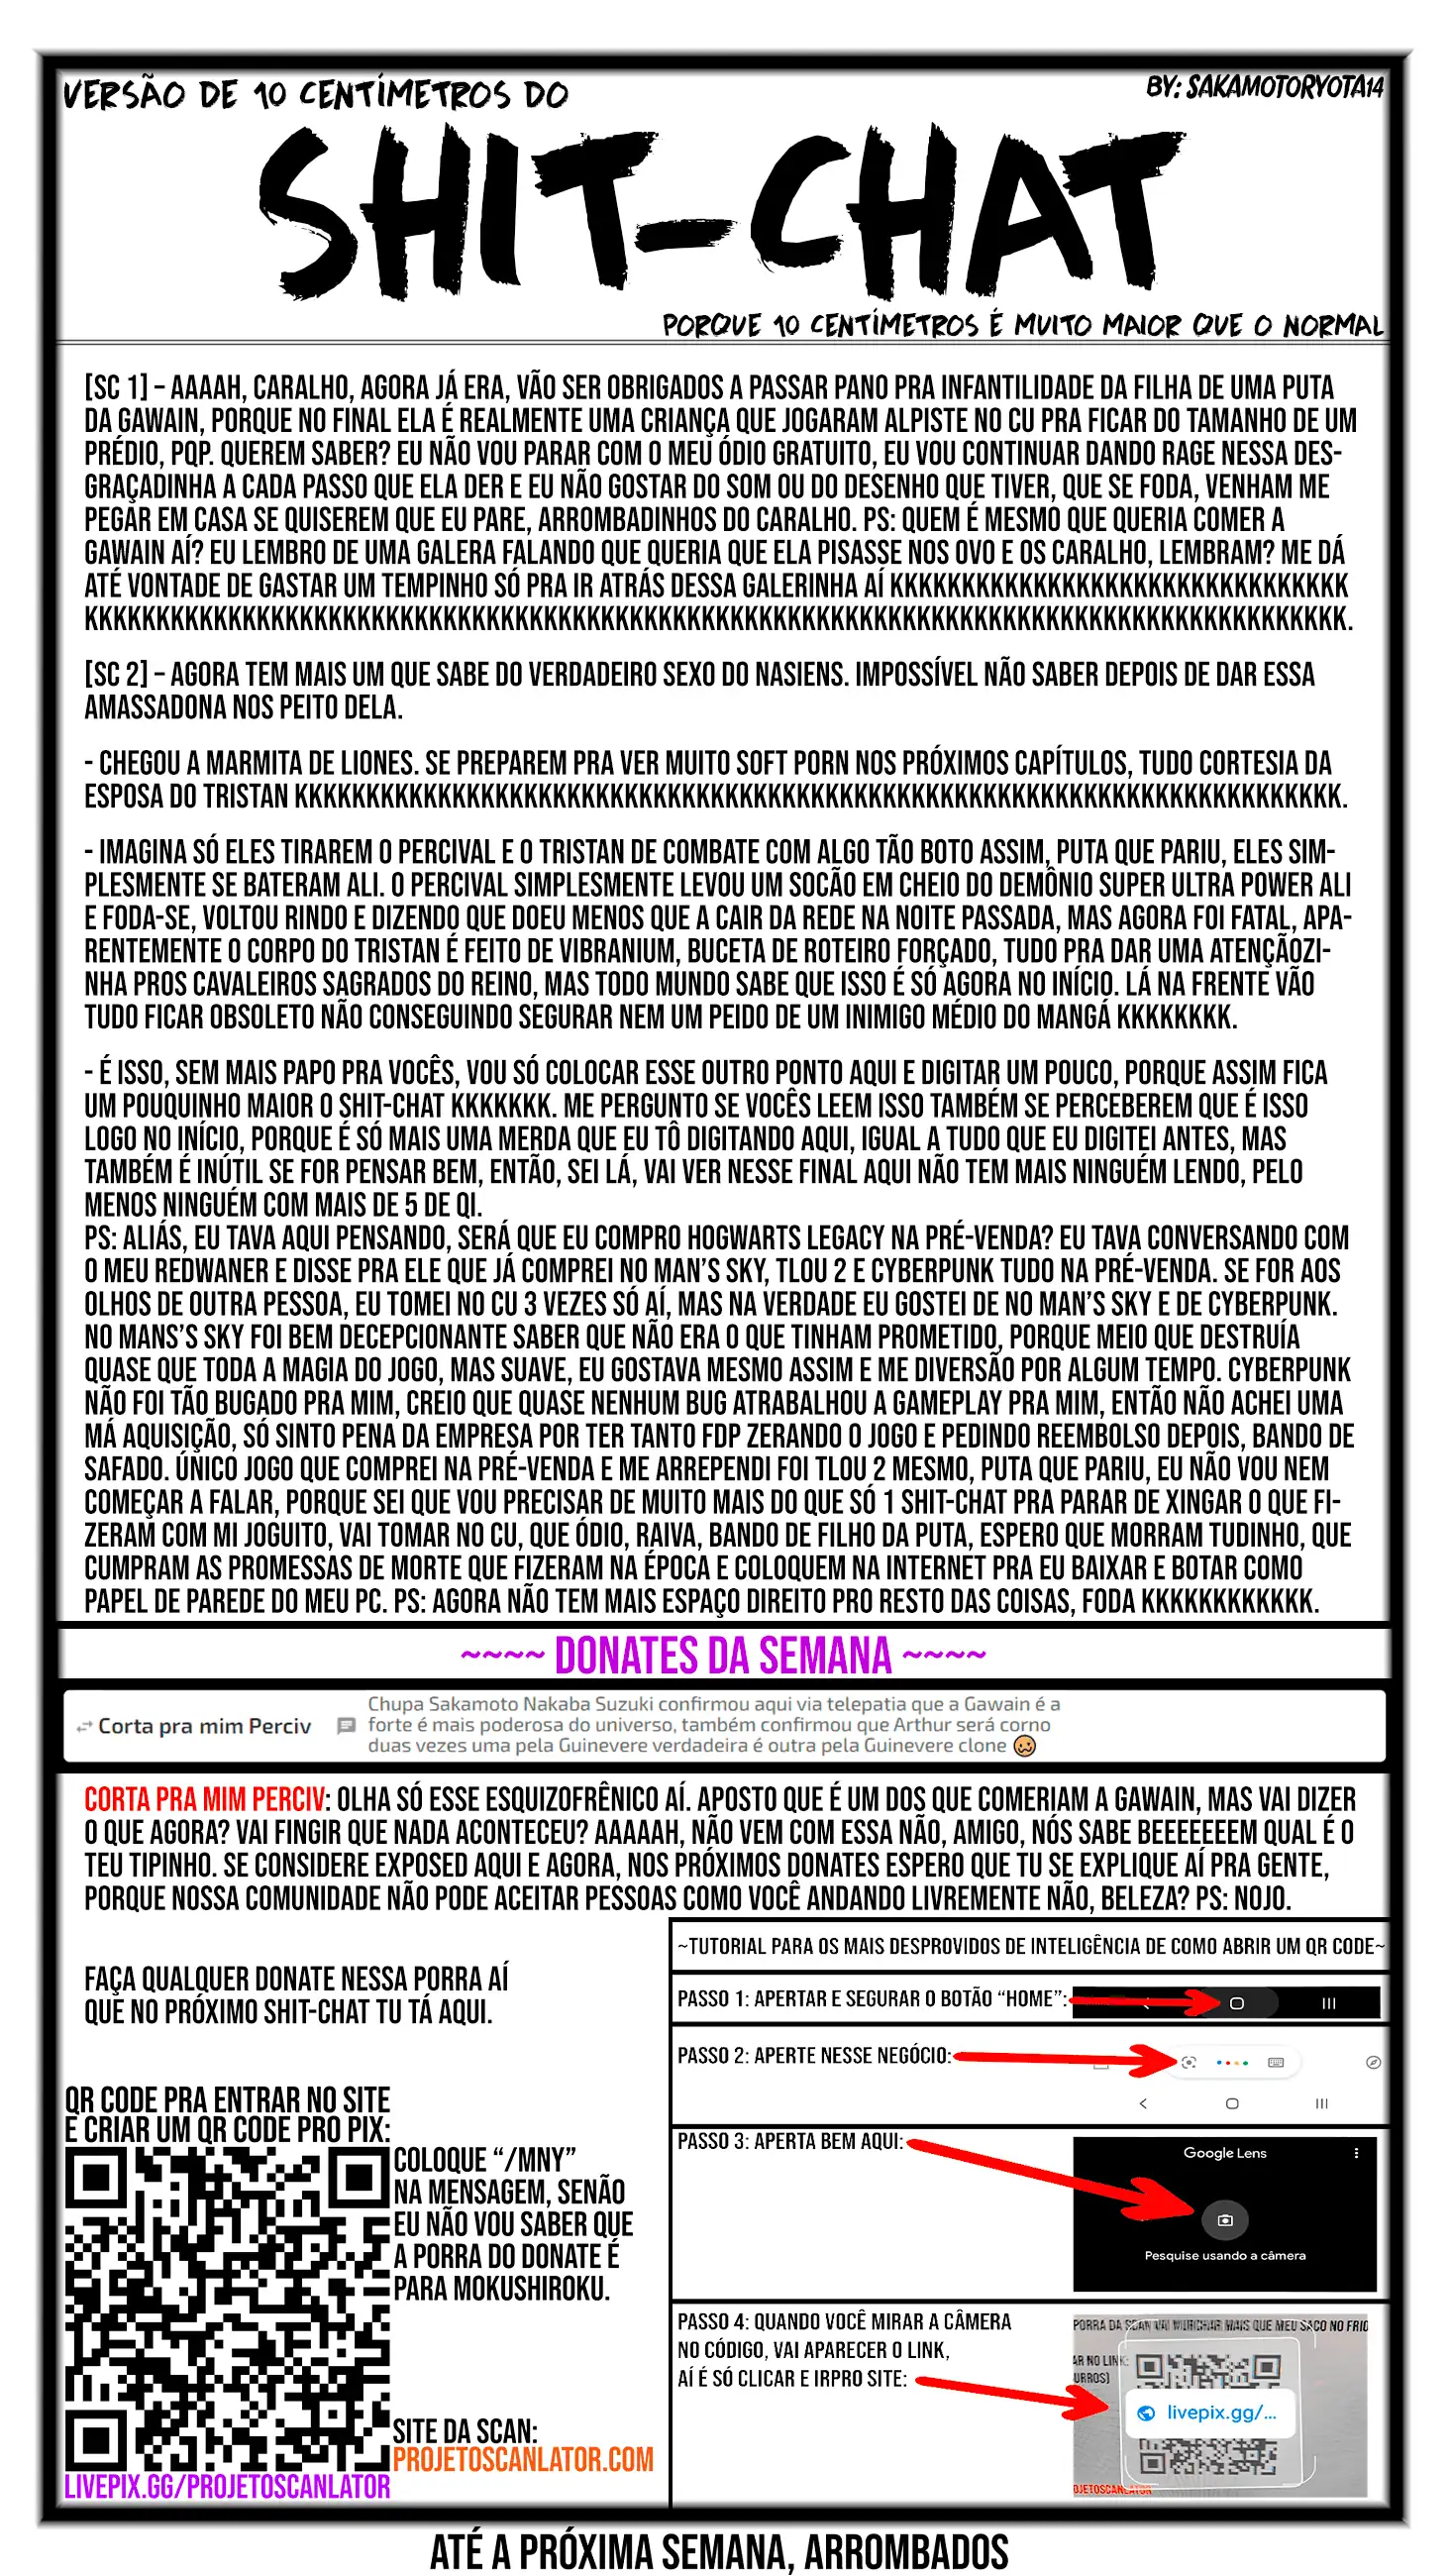 VERSÃO DE 10 CENTÍMETROS DO
BY: SAKAMOTORYOTA14
SHIT-CHAT
PORQUE 10 CENTÍMETROS É MUITO MAIOR QUE O NORMAL
[SC 1] – AAAAH, CARALHO, AGORA JÁ ERA, VÃO SER OBRIGADOS A PASSAR PANO PRA INFANTILIDADE DA FILHA DE UMA PUTA
DA GAWAIN, PORQUE NO FINAL ELA É REALMENTE UMA CRIANÇA QUE JOGARAM ALPISTE NO CU PRA FICAR DO TAMANHO DE UM
PRÉDIO, PQP. QUEREM SABER? EU NÃO VOU PARAR COM O MEU ÓDIO GRATUITO, EU VOU CONTINUAR DANDO RAGE NESSA DES-
GRAÇADINHA A CADA PASSO QUE ELA DER E EU NÃO GOSTAR DO SOM OU DO DESENHO QUE TIVER, QUE SE FODA, VENHAM ME
PEGAR EM CASA SE QUISEREM QUE EU PARE, ARROMBADINHOS DO CARALHO. PS: QUEM É MESMO QUE QUERIA COMER A
GAWAIN AÍ? EU LEMBRO DE UMA GALERA FALANDO QUE QUERIA QUE ELA PISASSE NOS OVO E OS CARALHO, LEMBRAM? ME DÁ
ATÉ VONTADE DE GASTAR UM TEMPINHO SÓ PRA IR ATRÁS DESSA GALERINHA AÍ KKKKKKKKKKKKKKKKKKKKKKKKKKKKKKKK
KKKKKKKKKKKKKKKKKKKKKKKKKKKKKKKKKKKKKKKKKKKKKKKKKKKKKKKKKKKKKKKKKKKKKKKKKKKKKKKKKKKKKKKK.
[SC 2] – AGORA TEM MAIS UM QUE SABE DO VERDADEIRO SEXO DO NASIENS. IMPOSSÍVEL NÃO SABER DEPOIS DE DAR ESSA
AMASSADONA NOS PEITO DELA.
- CHEGOU A MARMITA DE LIONES. SE PREPAREM PRA VER MUITO SOFT PORN NOS PRÓXIMOS CAPÍTULOS, TUDO CORTESIA DA
ESPOSA DO TRISTAN KKKKKKKKKKKKKKKKKKKKKKKKKKKKKKKKKKKKKKKKKKKKKKKKKKKKKKKKKKKKKKKKKKKKKKKKK.
- IMAGINA SÓ ELES TIRAREM O PERCIVAL E O TRISTAN DE COMBATE COM ALGO TÃO BOTO ASSIM, PUTA QUE PARIU, ELES SIM-
PLESMENTE SE BATERAM ALI. O PERCIVAL SIMPLESMENTE LEVOU UM SOCÃO EM CHEIO DO DEMÔNIO SUPER ULTRA POWER ALI
E FODA-SE, VOLTOU RINDO E DIZENDO QUE DOEU MENOS QUE A CAIR DA REDE NA NOITE PASSADA, MAS AGORA FOI FATAL, APA-
RENTEMENTE O CORPO DO TRISTAN É FEITO DE VIBRANIUM, BUCETA DE ROTEIRO FORÇADO, TUDO PRA DAR UMA ATENÇÃOZI-
NHA PROS CAVALEIROS SAGRADOS DO REINO, MAS TODO MUNDO SABE QUE ISSO É SÓ AGORA NO INÍCIO. LÁ NA FRENTE VÃO
TUDO FICAR OBSOLETO NÃO CONSEGUINDO SEGURAR NEM UM PEIDO DE UM INIMIGO MÉDIO DO MANGÁ KKKKKKKK.
- É ISSO, SEM MAIS PAPO PRA VOCÊS, VOU SÓ COLOCAR ESSE OUTRO PONTO AQUI E DIGITAR UM POUCO, PORQUE ASSIM FICA
UM POUQUINHO MAIOR O SHIT-CHAT KKKKKKK. ME PERGUNTO SE VOCÊS LEEM ISSO TAMBÉM SE PERCEBEREM QUE É ISSO
LOGO NO INÍCIO, PORQUE É SÓ MAIS UMA MERDA QUE EU TÔ DIGITANDO AQUI, IGUAL A TUDO QUE EU DIGITEI ANTES, MAS
TAMBÉM É INÚTIL SE FOR PENSAR BEM, ENTÃO, SEI LÁ, VAI VER NESSE FINAL AQUI NÃO TEM MAIS NINGUÉM LENDO, PELO
MENOS NINGUÉM COM MAIS DE 5 DE QI.
PS: ALIÁS, EU TAVA AQUI PENSANDO, SERÁ QUE EU COMPRO HOGWARTS LEGACY NA PRÉ-VENDA? EU TAVA CONVERSANDO COM
O MEU REDWANER E DISSE PRA ELE QUE JÁ COMPREI NO MAN'S SKY, TLOU 2 E CYBERPUNK TUDO NA PRÉ-VENDA. SE FOR AOS
OLHOS DE OUTRA PESSOA, EU TOMEI NO CU 3 VEZES SÓ AÍ, MAS NA VERDADE EU GOSTEI DE NO MAN'S SKY E DE CYBERPUNK.
NO MANS'S SKY FOI BEM DECEPCIONANTE SABER QUE NÃO ERA O QUE TINHAM PROMETIDO, PORQUE MEIO QUE DESTRUÍA
QUASE QUE TODA A MAGIA DO JOGO, MAS SUAVE, EU GOSTAVA MESMO ASSIM E ME DIVERSÃO POR ALGUM TEMPO. CYBERPUNK
NÃO FOI TÃO BUGADO PRA MIM, CREIO QUE QUASE NENHUM BUG ATRABALHOU A GAMEPLAY PRA MIM, ENTÃO NÃO ACHEI UMA
MÁ AQUISIÇÃO, SÓ SINTO PENA DA EMPRESA POR TER TANTO FDP ZERANDO O JOGO E PEDINDO REEMBOLSO DEPOIS, BANDO DE
SAFADO. ÚNICO JOGO QUE COMPREI NA PRÉ-VENDA E ME ARREPENDI FOI TLOU 2 MESMO, PUTA QUE PARIU, EU NÃO VOU NEM
COMEÇAR A FALAR, PORQUE SEI QUE VOU PRECISAR DE MUITO MAIS DO QUE SÓ 1 SHIT-CHAT PRA PARAR DE XINGAR O QUE FI-
ZERAM COM MI JOGUITO, VAI TOMAR NO CU, QUE ÓDIO, RAIVA, BANDO DE FILHO DA PUTA, ESPERO QUE MORRAM TUDINHO, QUE
CUMPRAM AS PROMESSAS DE MORTE QUE FIZERAM NA ÉPOCA E COLOQUEM NA INTERNET PRA EU BAIXAR E BOTAR COMO
PAPEL DE PAREDE DO MEU PC. PS: AGORA NÃO TEM MAIS ESPAÇO DIREITO PRO RESTO DAS COISAS, FODA KKKKKKKKKKKK.
~~~~ DONATES DA SEMANA ~~~~
Corta pra mim Perciv
Chupa Sakamoto Nakaba Suzuki confirmou aqui via telepatia que a Gawain é a
forte é mais poderosa do universo, também confirmou que Arthur será corno
duas vezes uma pela Guinevere verdadeira é outra pela Guinevere clone 🥴
CORTA PRA MIM PERCIV: OLHA SÓ ESSE ESQUIZOFRÊNICO AÍ. APOSTO QUE É UM DOS QUE COMERIAM A GAWAIN, MAS VAI DIZER
O QUE AGORA? VAI FINGIR QUE NADA ACONTECEU? AAAAAH, NÃO VEM COM ESSA NÃO, AMIGO, NÓS SABE BEEEEEEEM QUAL É O
TEU TIPINHO. SE CONSIDERE EXPOSED AQUI E AGORA, NOS PRÓXIMOS DONATES ESPERO QUE TU SE EXPLIQUE AÍ PRA GENTE,
PORQUE NOSSA COMUNIDADE NÃO PODE ACEITAR PESSOAS COMO VOCÊ ANDANDO LIVREMENTE NÃO, BELEZA? PS: NOJO.
FAÇA QUALQUER DONATE NESSA PORRA AÍ
QUE NO PRÓXIMO SHIT-CHAT TU TÁ AQUI.
QR CODE PRA ENTRAR NO SITE
E CRIAR UM QR CODE PRO PIX:
COLOQUE “/MNY”
NA MENSAGEM, SENÃO
EU NÃO VOU SABER QUE
A PORRA DO DONATE É
PARA MOKUSHIROKU.
SITE DA SCAN:
PROJETOSCANLATOR.COM
LIVEPIX.GG/PROJETOSCANLATOR
~TUTORIAL PARA OS MAIS DESPROVIDOS DE INTELIGÊNCIA DE COMO ABRIR UM QR CODE~
PASSO 1: APERTAR E SEGURAR O BOTÃO “HOME”:
PASSO 2: APERTE NESSE NEGÓCIO:
PASSO 3: APERTA BEM AQUI:
Google Lens
Pesquise usando a câmera
PASSO 4: QUANDO VOCÊ MIRAR A CÂMERA
NO CÓDIGO, VAI APARECER O LINK,
AÍ É SÓ CLICAR E IRPRO SITE:
PORRA DA SCAN VAI MURCHAR MAIS QUE MEU SACO NO FRIO
AR NO LINK:
URROS)
livepix.gg/...
OJETOSCANLATOR
ATÉ A PRÓXIMA SEMANA, ARROMBADOS